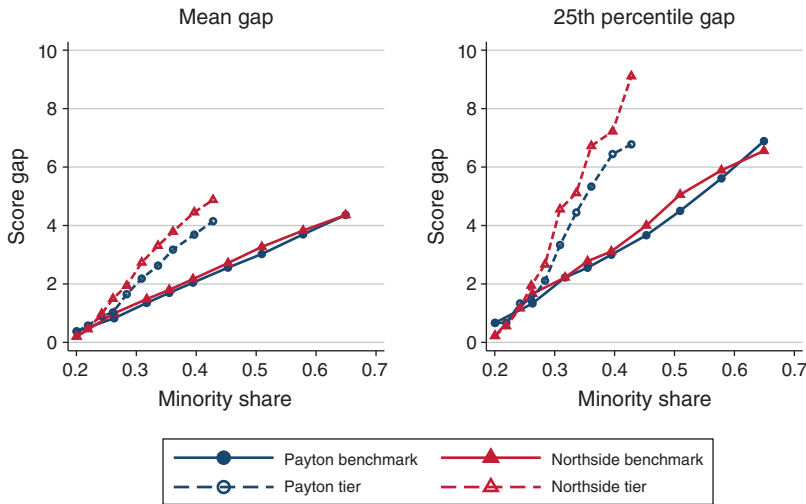 Mean gap
25th percentile gap
10
8
6
4
2
0
Score gap
0.2 0.3 0.4 0.5 0.6 0.7
Minority share
10
8
6
4
2
0
Score gap
0.2 0.3 0.4 0.5 0.6 0.7
Minority share
Payton benchmark
Northside benchmark
Payton tier
Northside tier